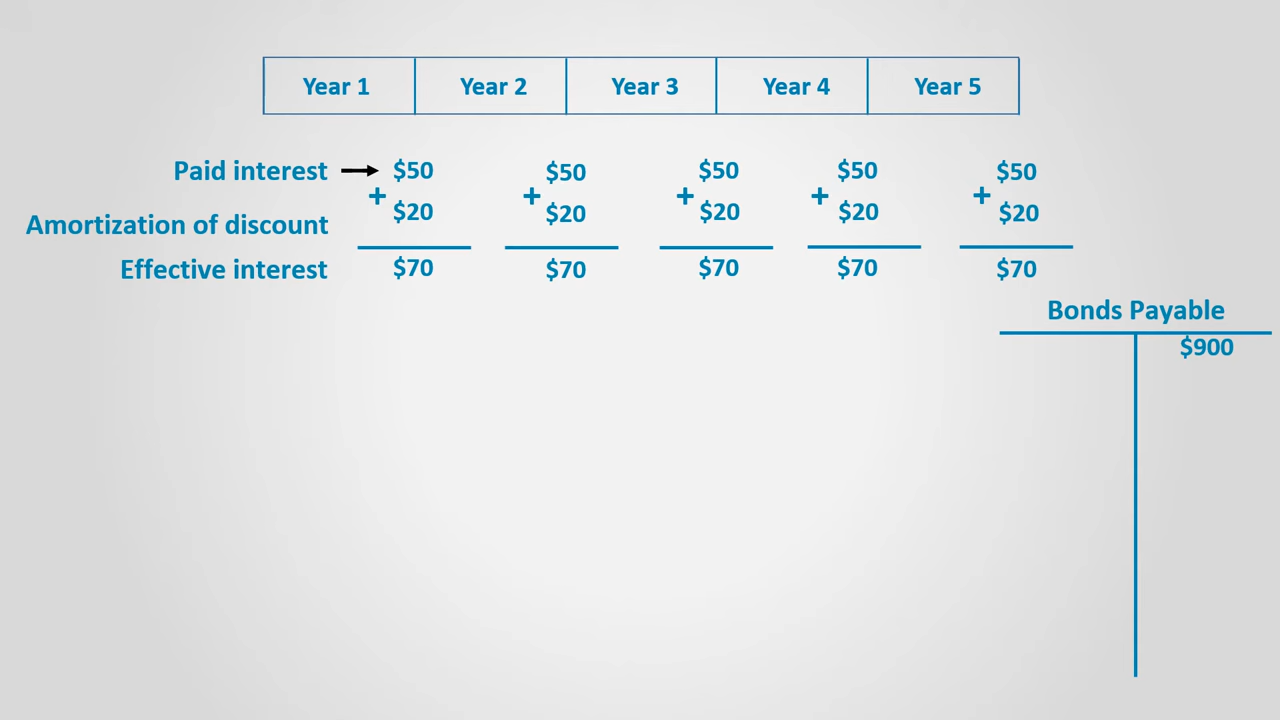 Year 1 Year 2 Year 3 Year 4 Year 5
Paid interest $50 $50 $50 $50 $50
+ + + + +
Amortization of discount $20 $20 $20 $20 $20
Effective interest $70 $70 $70 $70 $70
Bonds Payable
$900